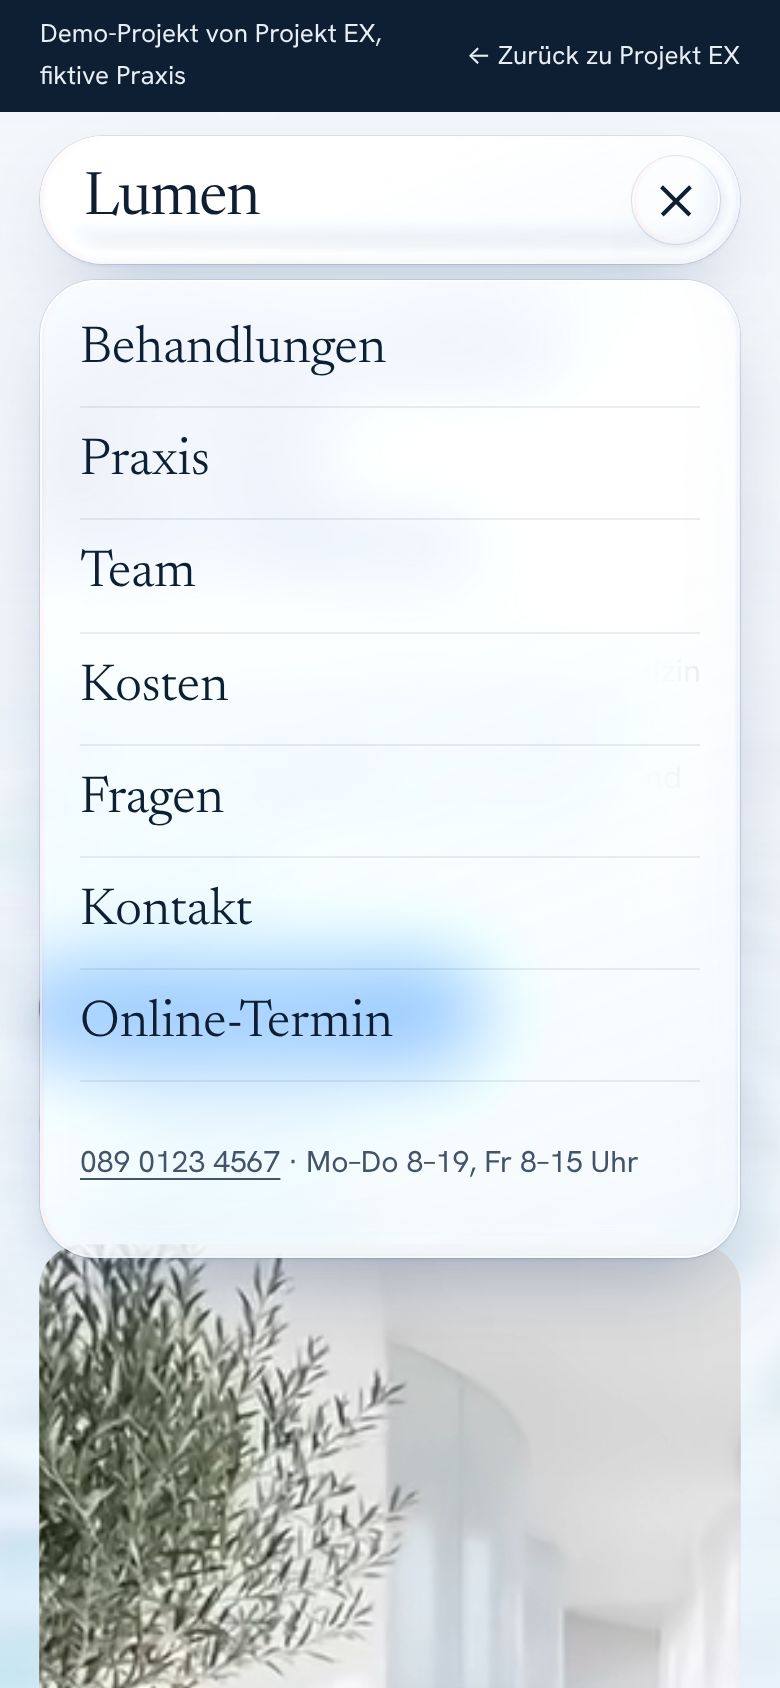 Demo-Projekt von Projekt EX,
fiktive Praxis
← Zurück zu Projekt EX
Lumen
Behandlungen
Praxis
Team
Kosten
Fragen
Kontakt
Online-Termin
089 0123 4567 · Mo–Do 8–19, Fr 8–15 Uhr